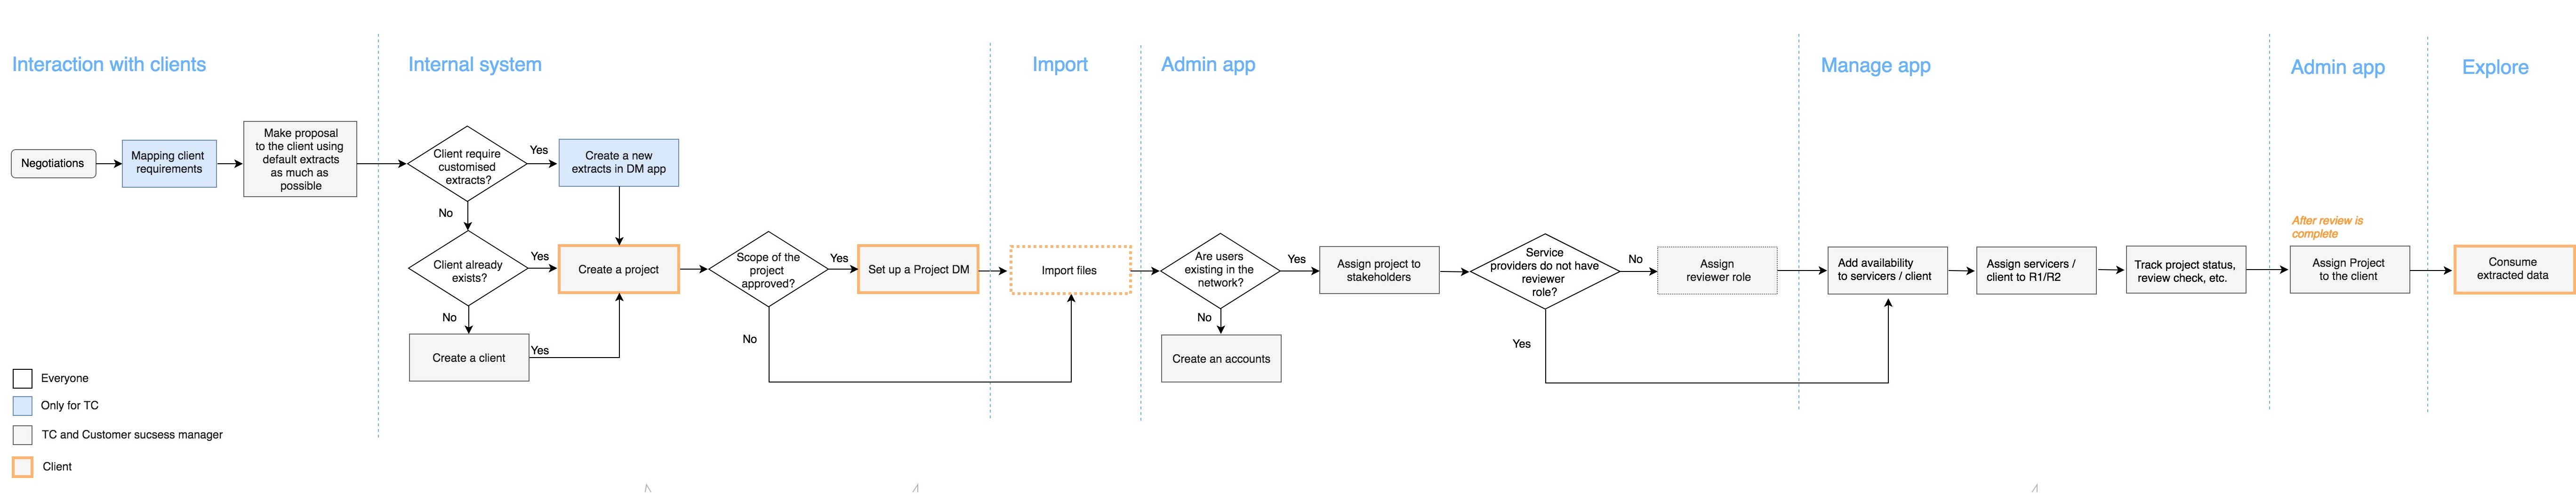 Interaction with clients
Internal system
Import
Admin app
Manage app
Admin app
Explore
Negotiations
Mapping client
requirements
Make proposal
to the client using
default extracts
as much as
possible
Client require
customised
extracts?
Yes
Create a new
extracts in DM app
No
Client already
exists?
Yes
Create a project
No
Create a client
Yes
Scope of the
project
approved?
Yes
Set up a Project DM
No
Import files
Are users
existing in the
network?
Yes
Assign project to
stakeholders
No
Create an accounts
Service
providers do not have
reviewer
role?
No
Assign
reviewer role
Yes
Add availability
to servicers / client
Assign servicers /
client to R1/R2
Track project status,
review check, etc.
After review is
complete
Assign Project
to the client
Consume
extracted data
Everyone
Only for TC
TC and Customer sucsess manager
Client